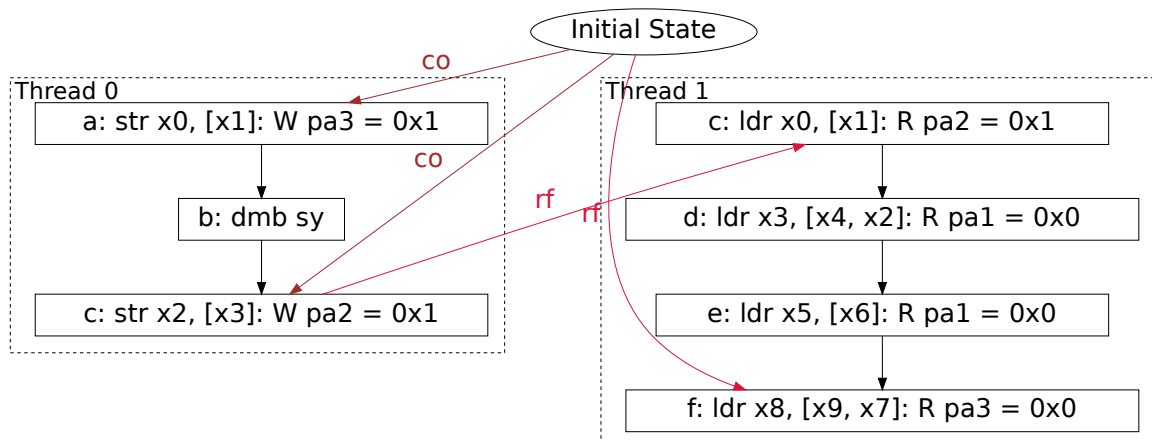 Initial State
co
Thread 0
Thread 1
a: str x0, [x1]: W pa3 = 0x1
c: ldr x0, [x1]: R pa2 = 0x1
co
rf
rf
b: dmb sy
d: ldr x3, [x4, x2]: R pa1 = 0x0
c: str x2, [x3]: W pa2 = 0x1
e: ldr x5, [x6]: R pa1 = 0x0
f: ldr x8, [x9, x7]: R pa3 = 0x0